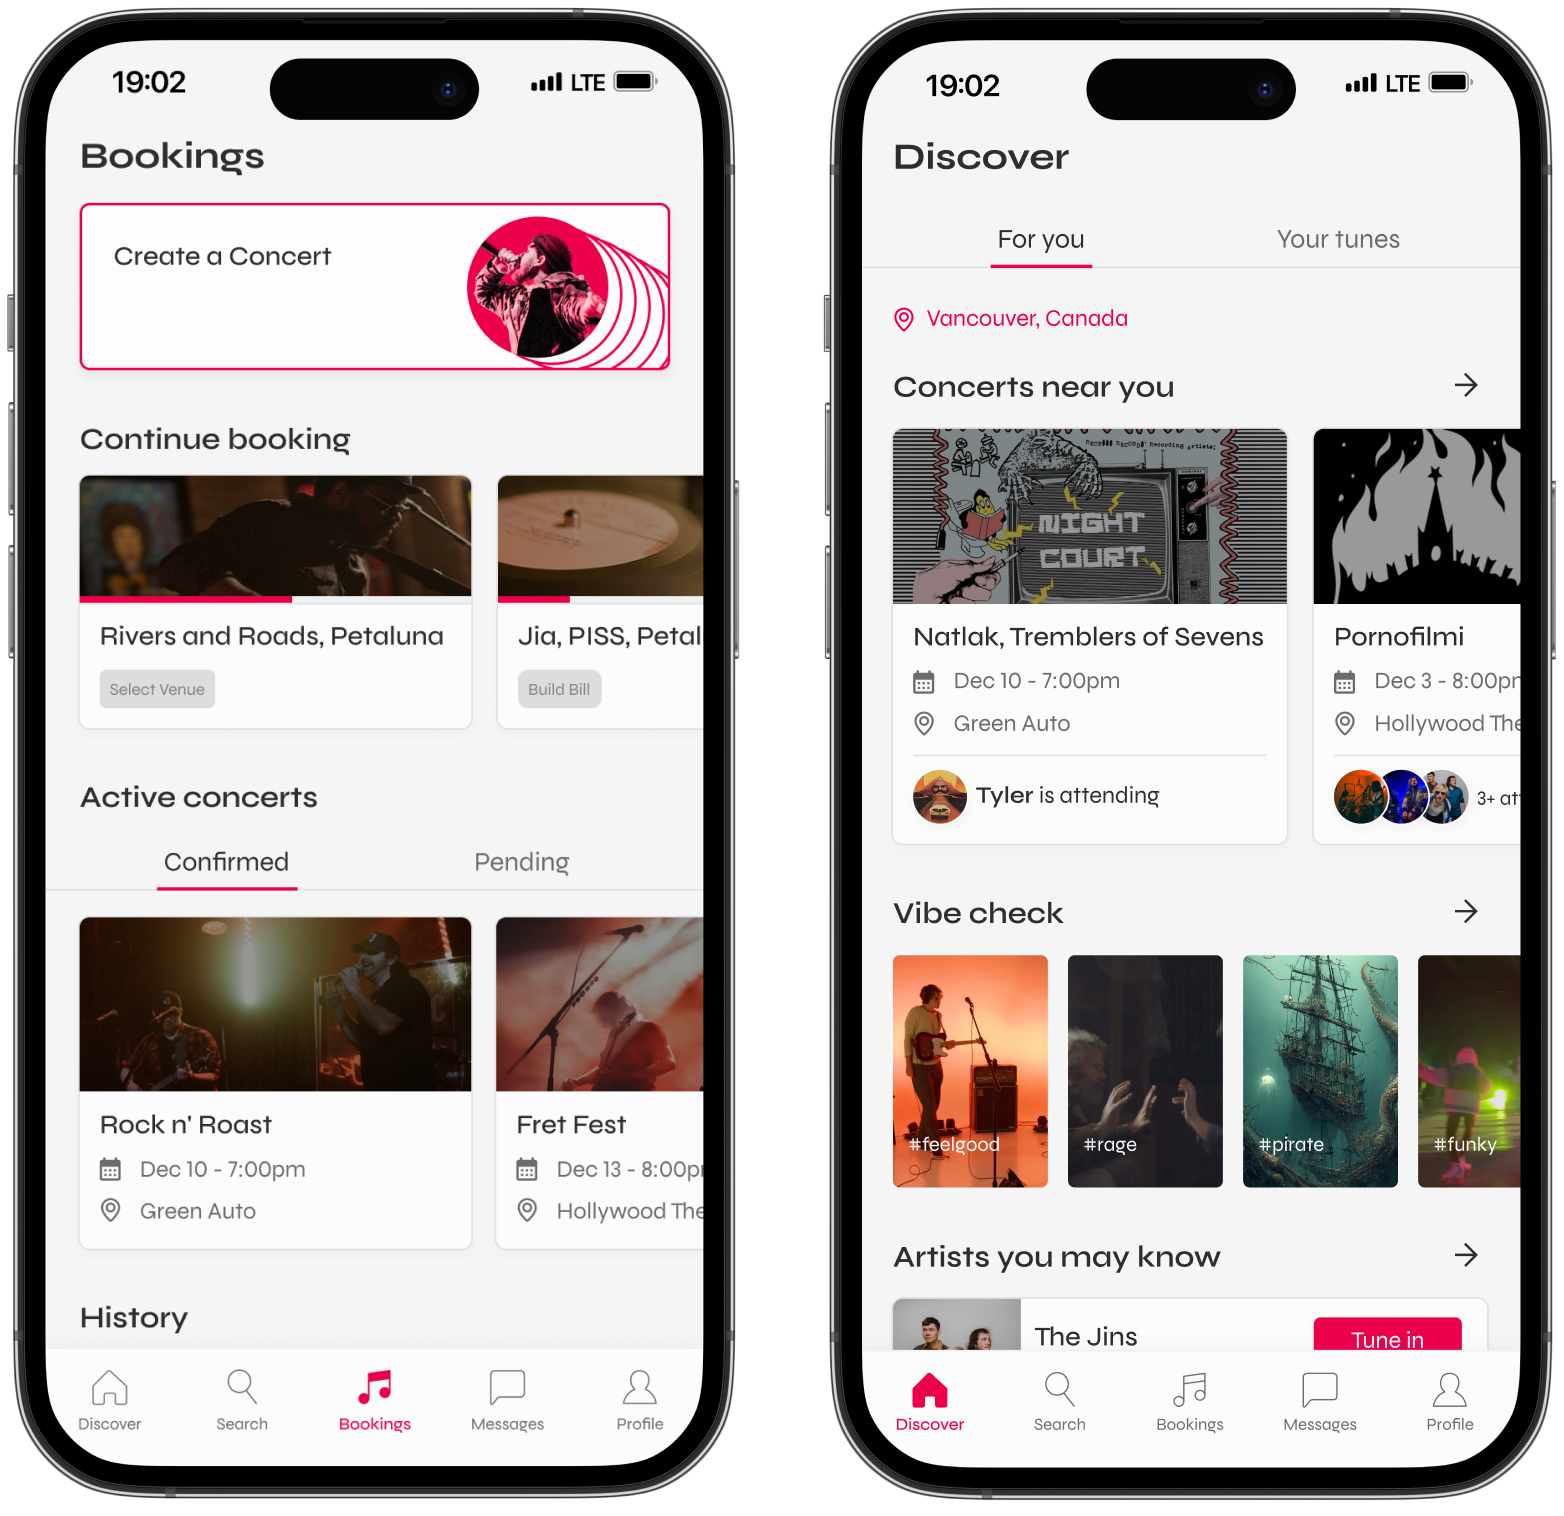 19:02
LTE
Bookings
Create a Concert
Continue booking
Rivers and Roads, Petaluna
Select Venue
Jia, PISS, Petal
Build Bill
Active concerts
Confirmed
Pending
Rock n' Roast
Dec 10 - 7:00pm
Green Auto
Fret Fest
Dec 13 - 8:00p
Hollywood The
History
Discover
Search
Bookings
Messages
Profile
19:02
LTE
Discover
For you
Your tunes
Vancouver, Canada
Concerts near you
Recording Artists!
NIGHT
COURT
Natlak, Tremblers of Sevens
Dec 10 - 7:00pm
Green Auto
Tyler is attending
Pornofilmi
Dec 3 - 8:00pr
Hollywood The
3+ att
Vibe check
#feelgood
#rage
#pirate
#funky
Artists you may know
The Jins
Tune in
Discover
Search
Bookings
Messages
Profile